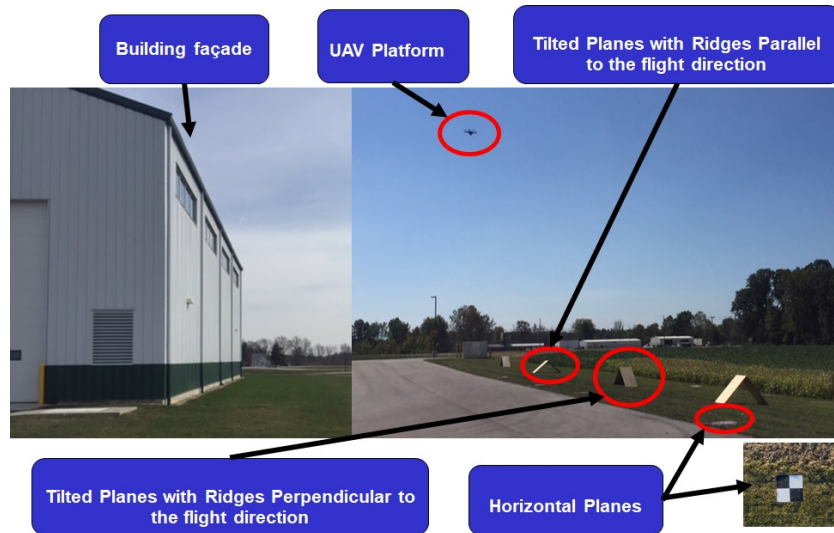 Building façade
UAV Platform
Tilted Planes with Ridges Parallel
to the flight direction
Tilted Planes with Ridges Perpendicular to
the flight direction
Horizontal Planes